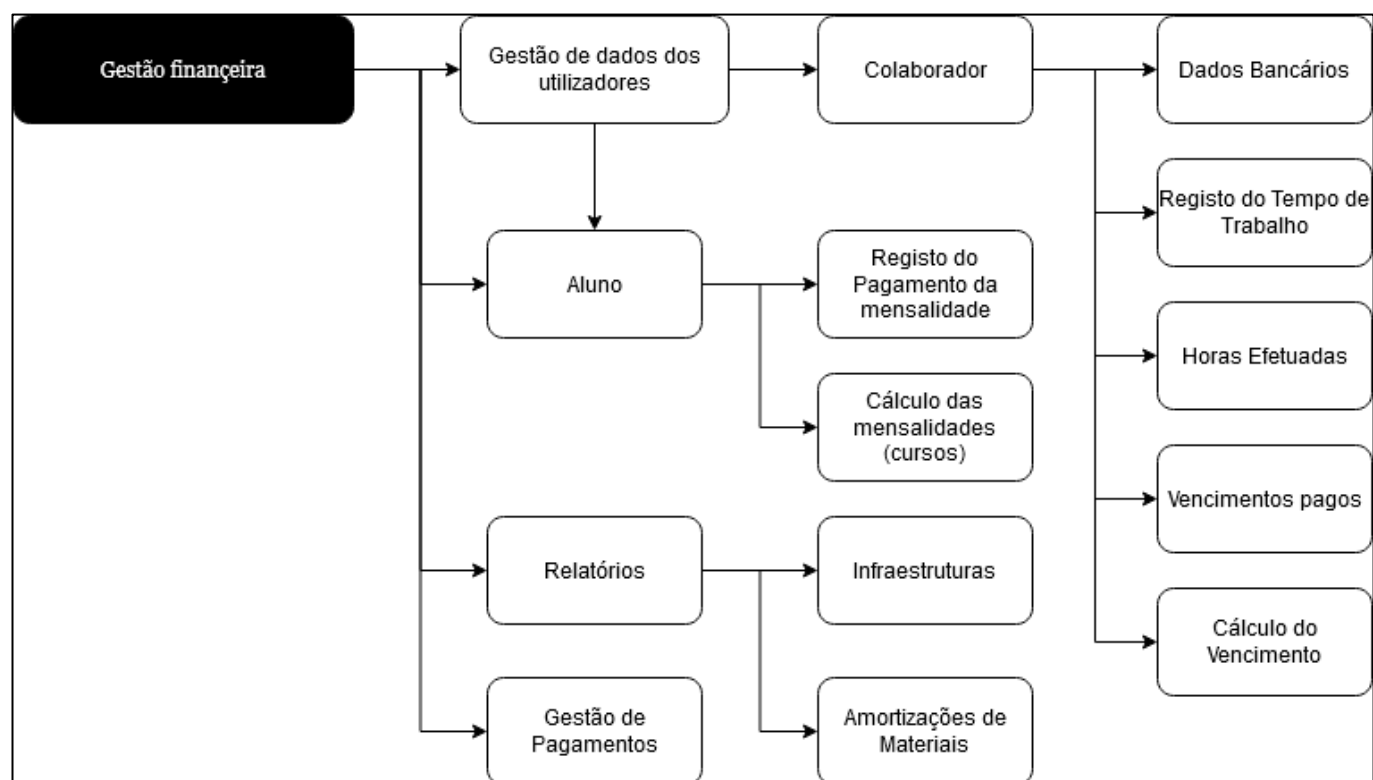 Gestão finançeira
Gestão de dados dos
utilizadores
Colaborador
Dados Bancários
Registo do Tempo de
Trabalho
Aluno
Registo do
Pagamento da
mensalidade
Horas Efetuadas
Cálculo das
mensalidades
(cursos)
Vencimentos pagos
Relatórios
Infraestruturas
Cálculo do
Vencimento
Gestão de
Pagamentos
Amortizações de
Materiais